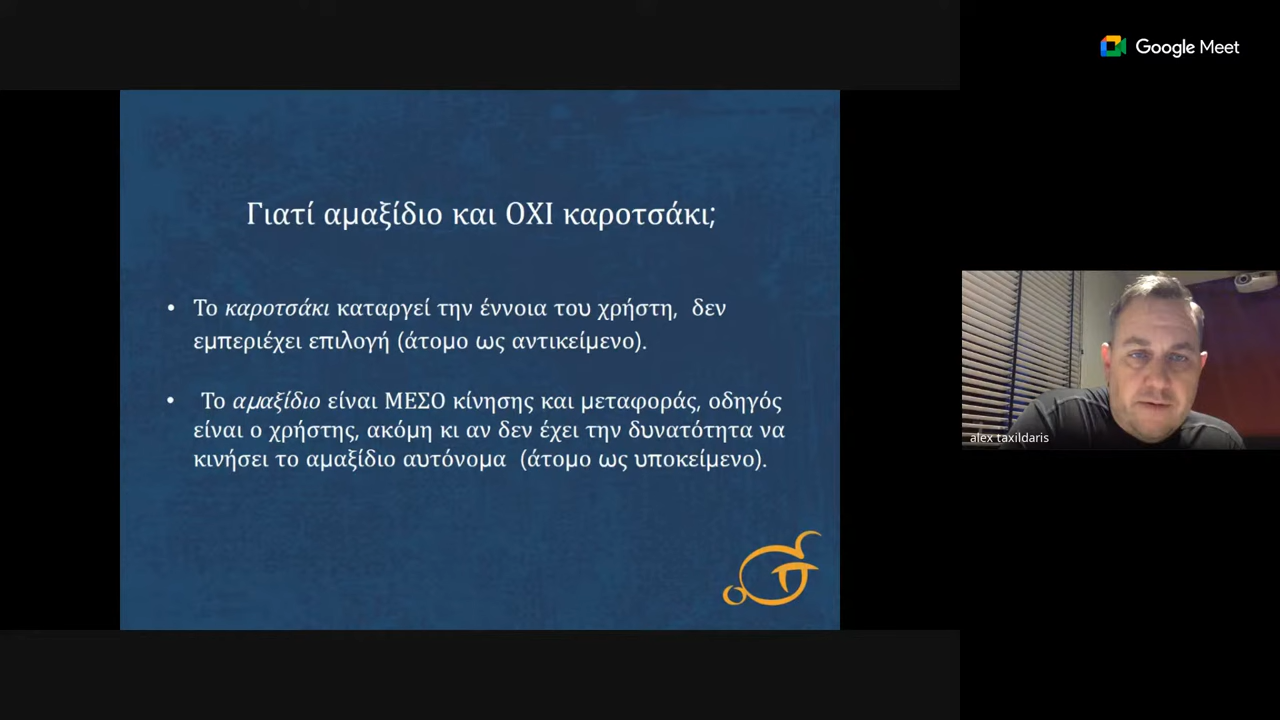 Google Meet
Γιατί αμαξίδιο και ΟΧΙ καροτσάκι;
• Το καροτσάκι καταργεί την έννοια του χρήστη, δεν
εμπεριέχει επιλογή (άτομο ως αντικείμενο).
• Το αμαξίδιο είναι ΜΕΣΟ κίνησης και μεταφοράς, οδηγός
είναι ο χρήστης, ακόμη κι αν δεν έχει την δυνατότητα να
κινήσει το αμαξίδιο αυτόνομα (άτομο ως υποκείμενο).
alex taxildaris